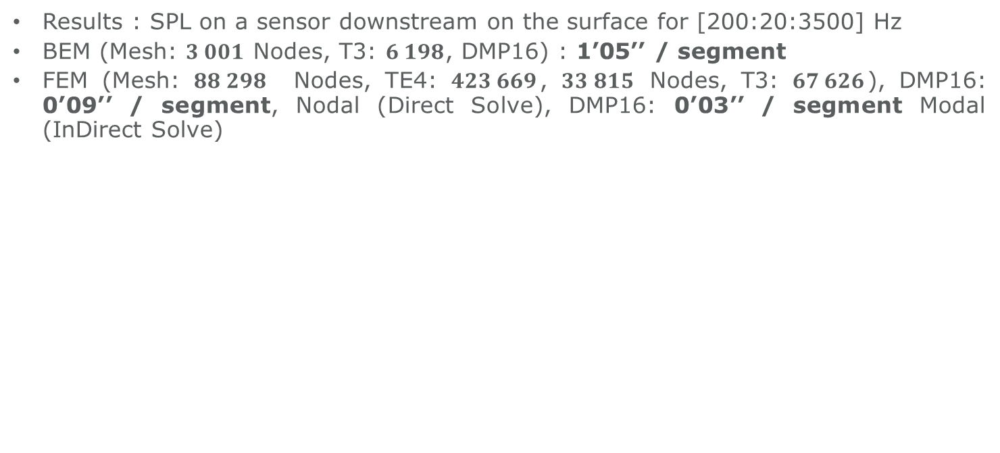 • Results : SPL on a sensor downstream on the surface for [200:20:3500] Hz
• BEM (Mesh: 3 001 Nodes, T3: 6 198, DMP16) : 1’05’’ / segment
• FEM (Mesh: 88 298 Nodes, TE4: 423 669, 33 815 Nodes, T3: 67 626), DMP16:
0’09’’ / segment, Nodal (Direct Solve), DMP16: 0’03’’ / segment Modal
(InDirect Solve)